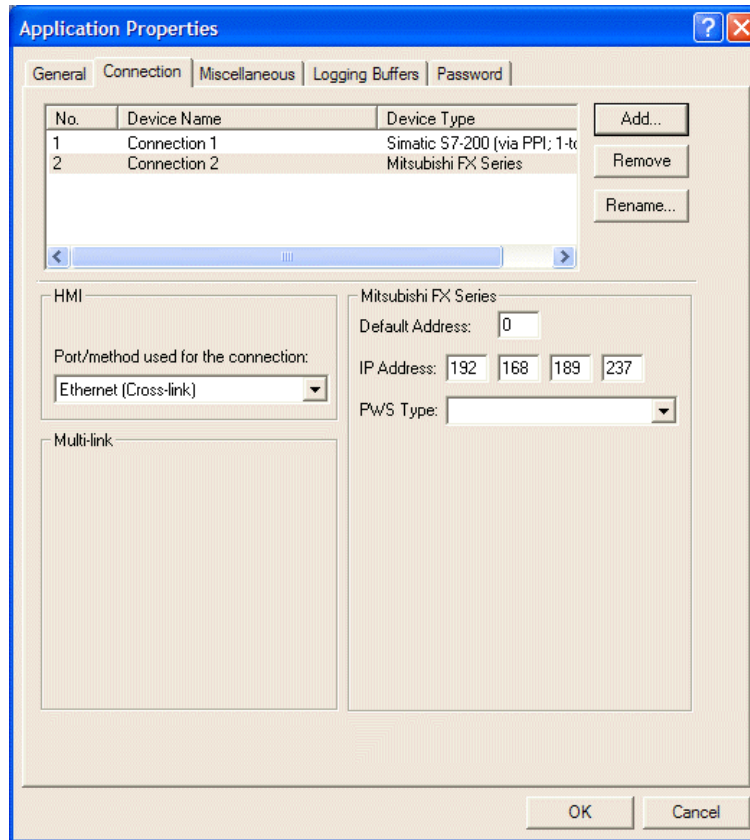 Application Properties
General Connection Miscellaneous Logging Buffers Password
No. Device Name Device Type
1 Connection 1 Simatic S7-200 (via PPI; 1-to
2 Connection 2 Mitsubishi FX Series
Add...
Remove
Rename...
HMI
Port/method used for the connection:
Ethernet (Cross-link)
Multi-link
Mitsubishi FX Series
Default Address: 0
IP Address: 192 168 189 237
PWS Type:
OK Cancel